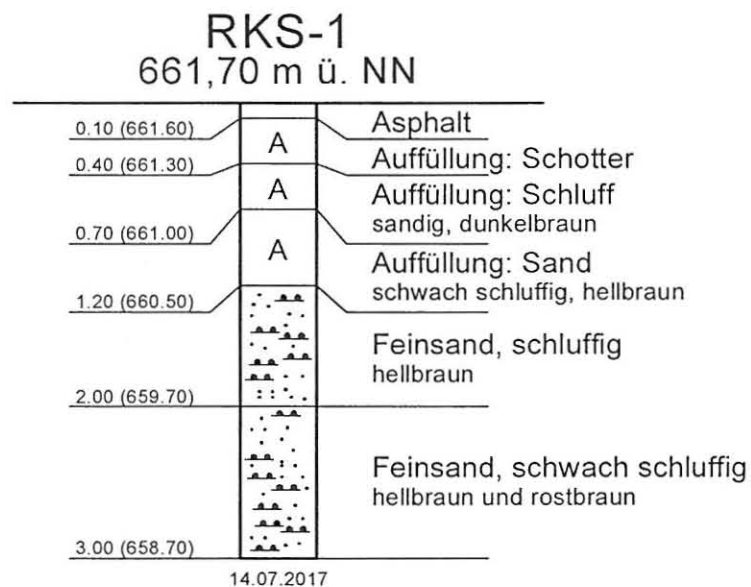 RKS-1
661,70 m ü. NN
Asphalt
0.10 (661.60)
A
Auffüllung: Schotter
0.40 (661.30)
A
Auffüllung: Schluff
sandig, dunkelbraun
0.70 (661.00)
A
Auffüllung: Sand
schwach schluffig, hellbraun
1.20 (660.50)
Feinsand, schluffig
hellbraun
2.00 (659.70)
Feinsand, schwach schluffig
hellbraun und rostbraun
3.00 (658.70)
14.07.2017